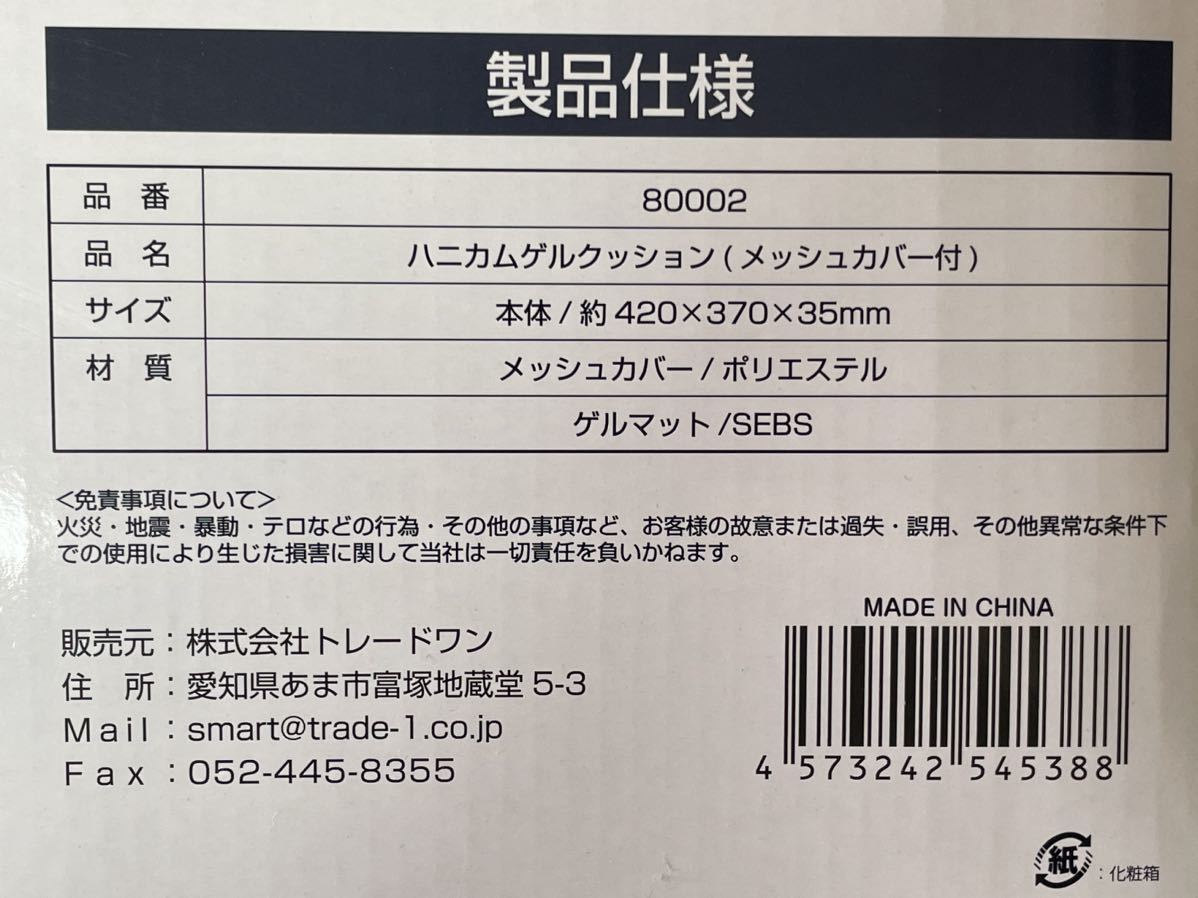 製品仕様
品 番 80002
品 名 ハニカムゲルクッション(メッシュカバー付)
サイズ 本体/約420×370×35mm
材 質 メッシュカバー/ポリエステル
ゲルマット/SEBS
<免責事項について>
火災・地震・暴動・テロなどの行為・その他の事項など、お客様の故意または過失・誤用、その他異常な条件下
での使用により生じた損害に関して当社は一切責任を負いかねます。
MADE IN CHINA
販売元：株式会社トレードワン
住 所：愛知県あま市富塚地蔵堂5-3
Mail：smart@trade-1.co.jp
Fax：052-445-8355
4 573242 545388
紙：化粧箱